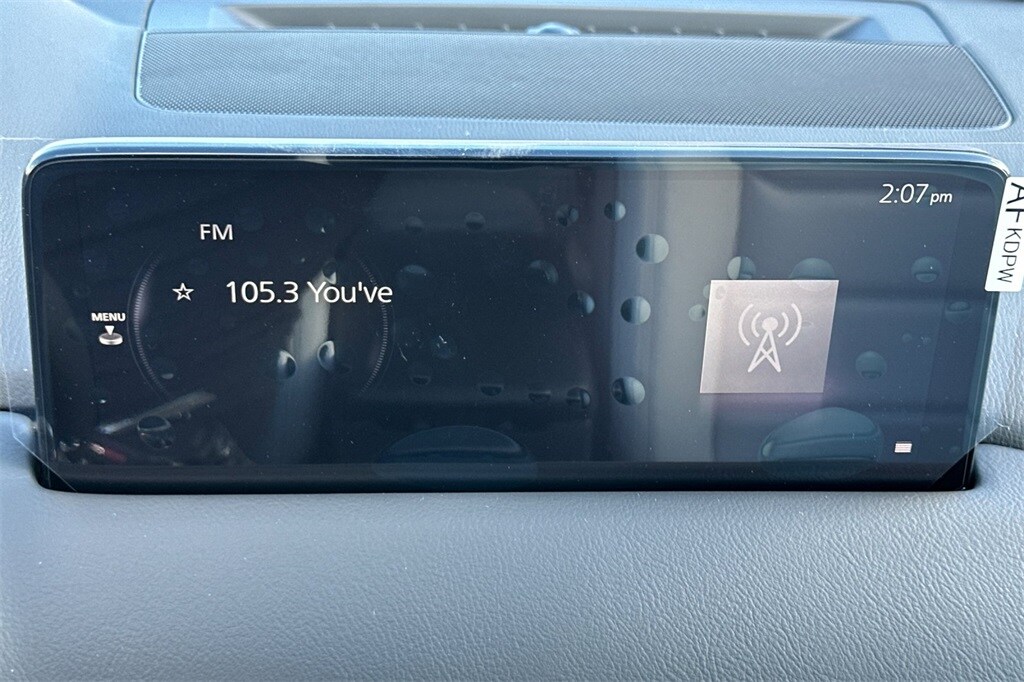 2:07 pm
FM
☆ 105.3 You've
MENU
AF KDPW